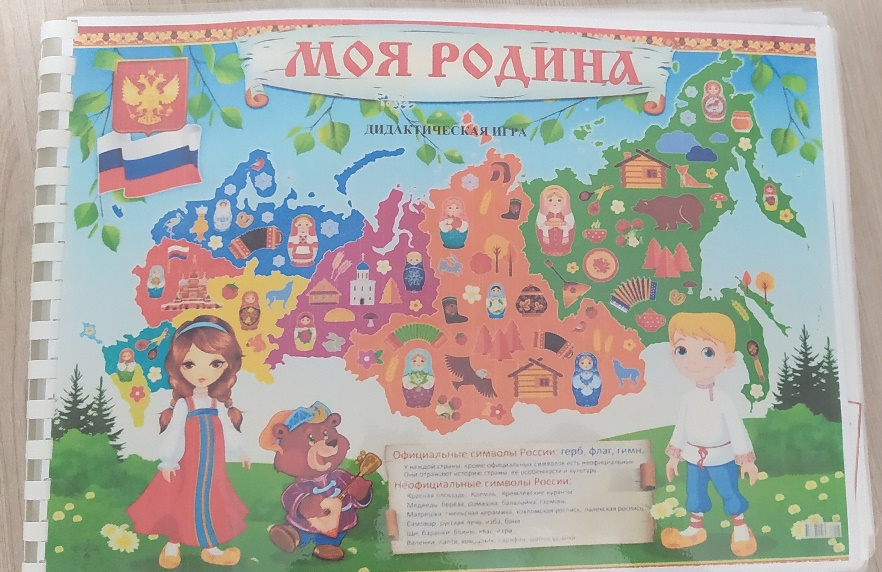 МОЯ РОДИНА
ДИДАКТИЧЕСКАЯ ИГРА
Официальные символы России: герб, флаг, гимн.
У каждой страны, кроме официальных символов есть неофициальные.
Они отражают историю страны, ее особенности и культуру.
Неофициальные символы России:
Красная площадь, Кремль, Кремлевские куранты
Медведь, береза, ромашка, балалайка, гармонь
Матрешка, гжельская керамика, хохломская роспись, палехская роспись
Самовар, русская печь, изба, баня
Щи, баранки, блины, квас, икра
Валенки, лапти, кокошник, сарафан,